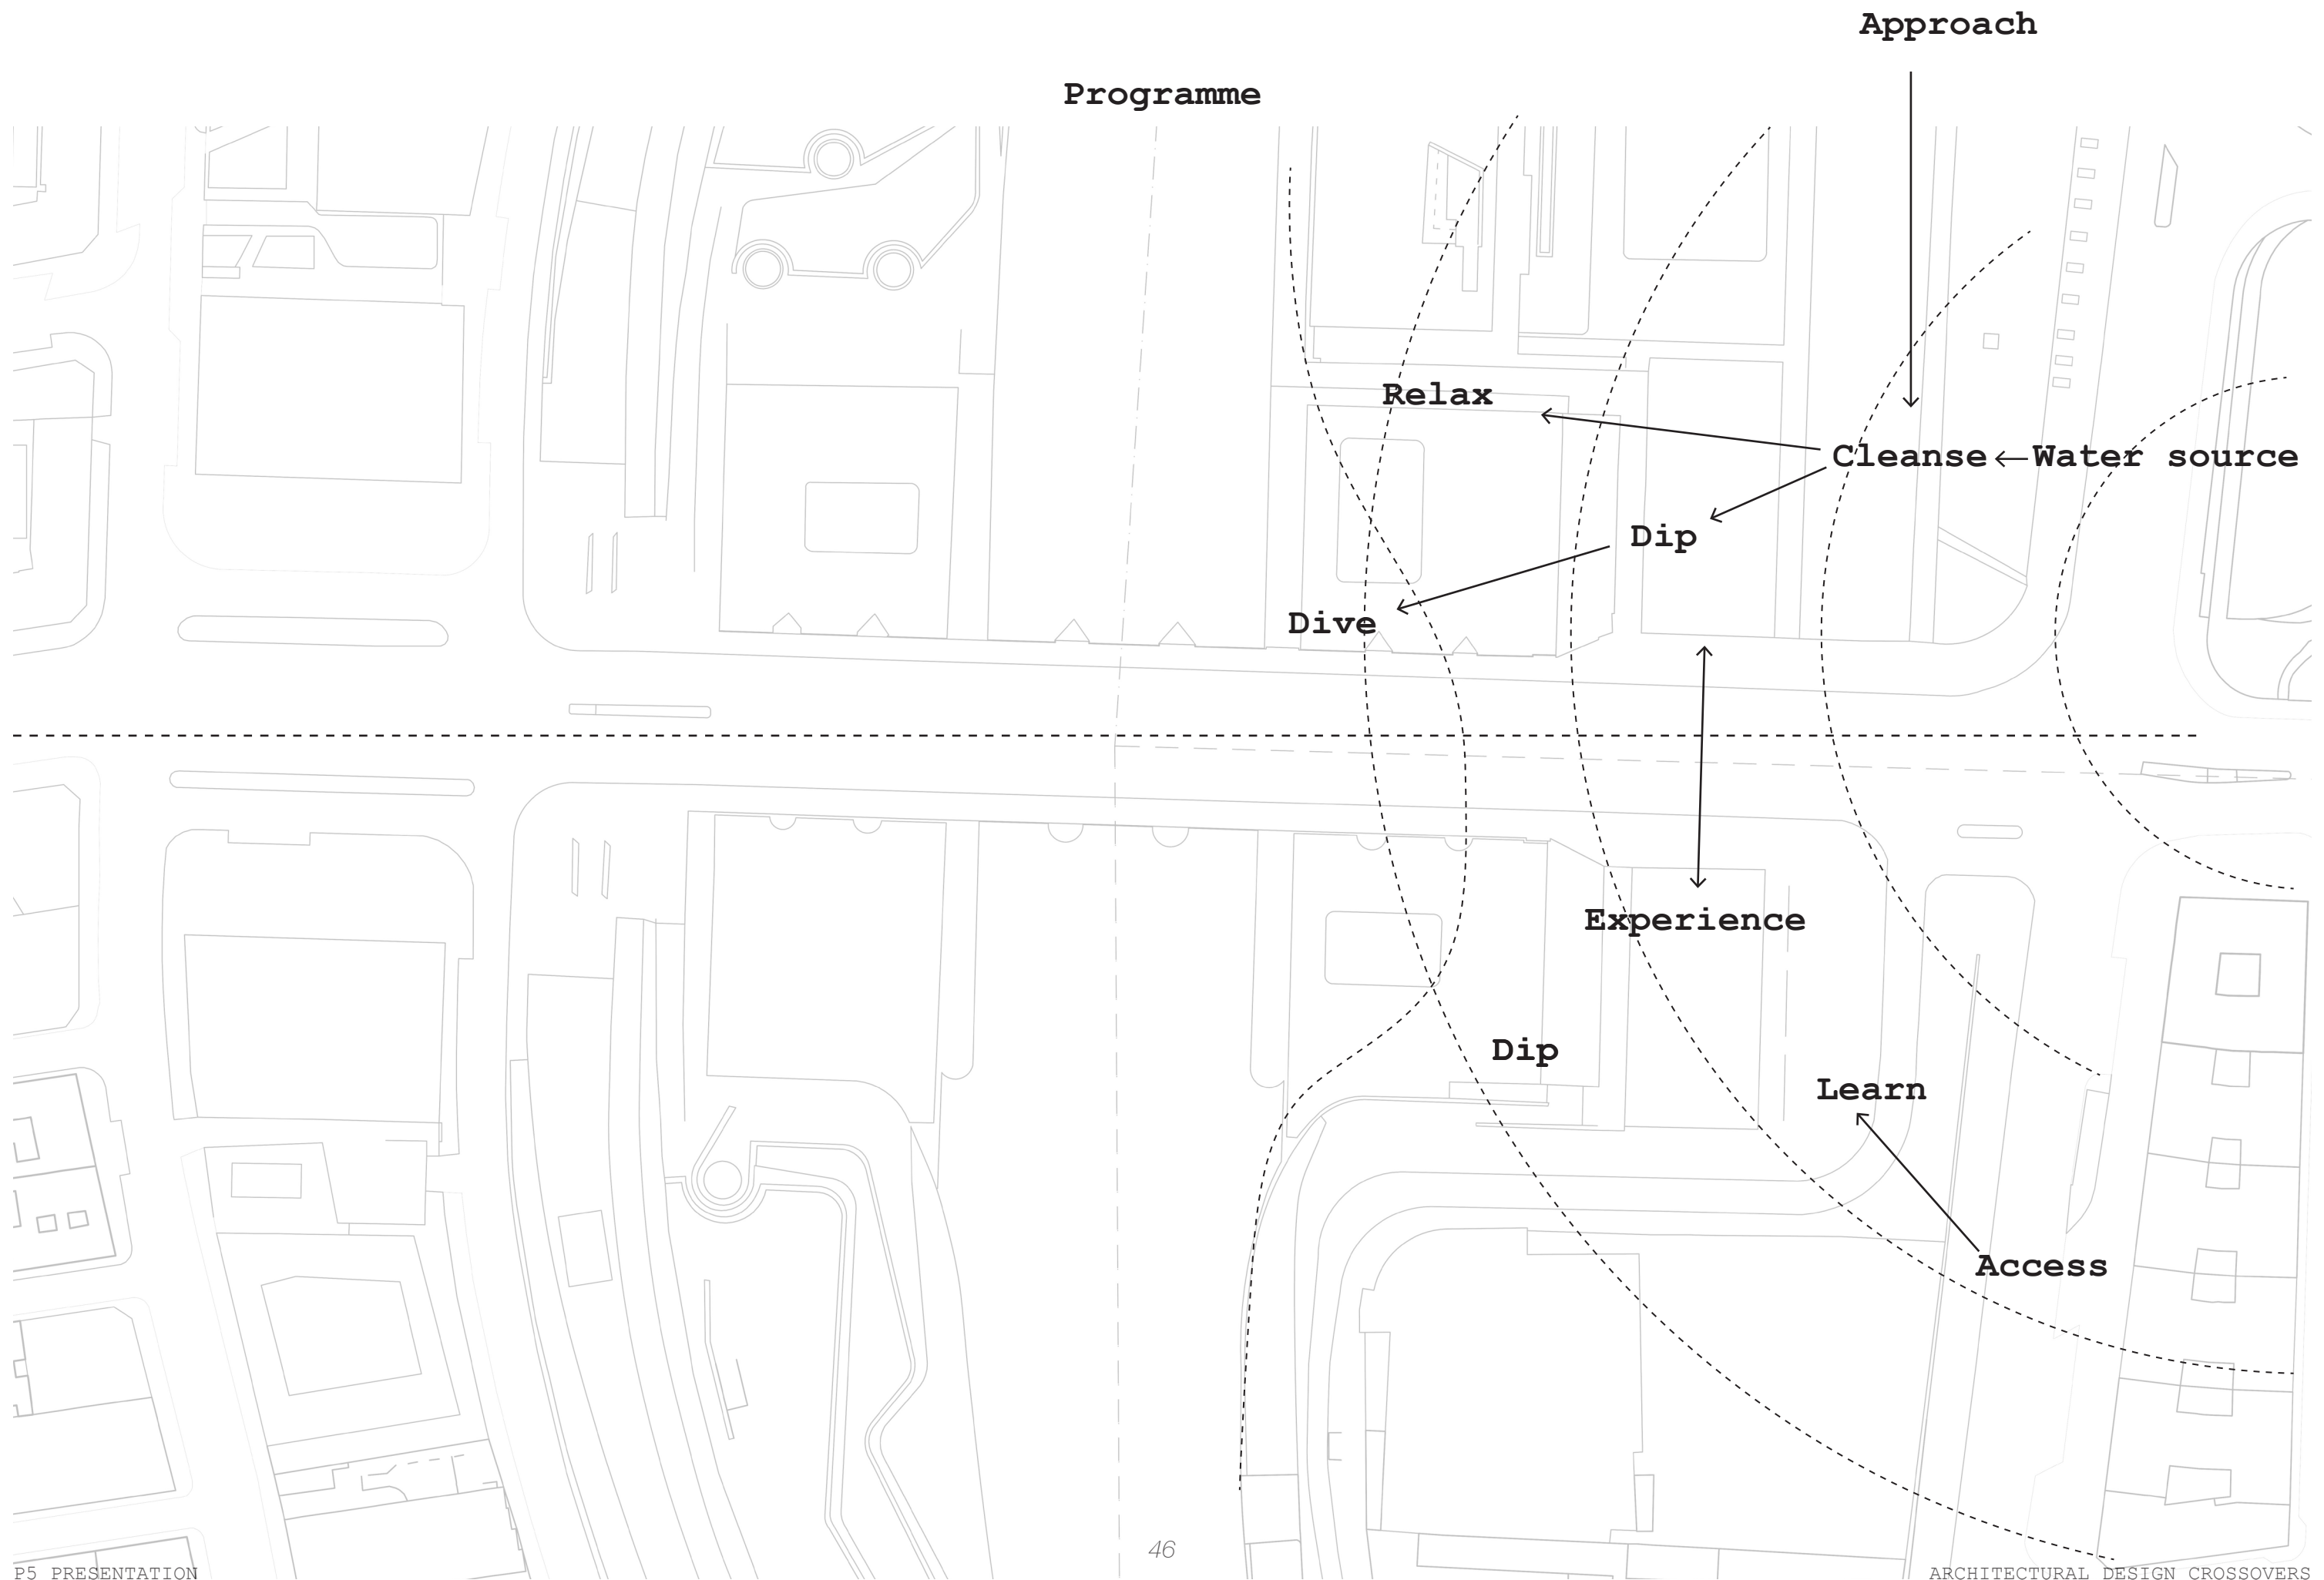 Approach
Programme
Relax
Cleanse
Water source
Dip
Dive
Experience
Dip
Learn
Access
46
P5 PRESENTATION
ARCHITECTURAL DESIGN CROSSOVERS